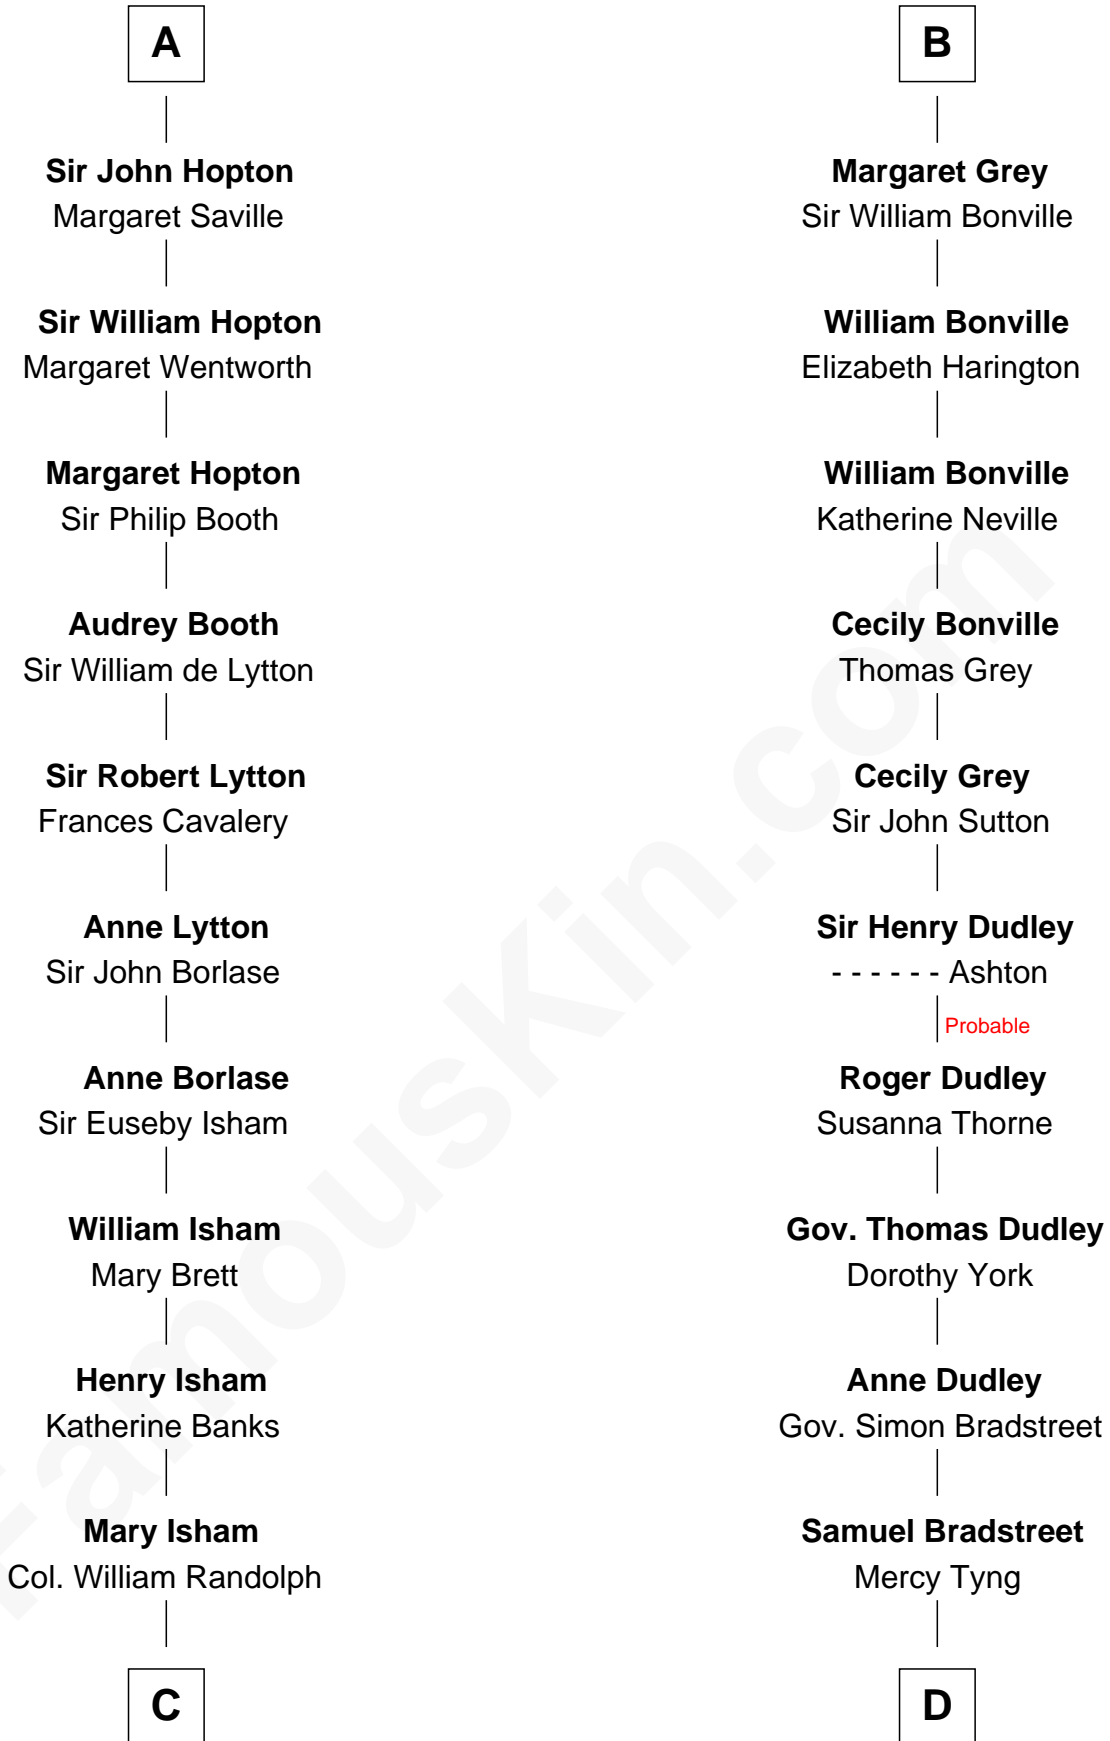 A
Sir John Hopton
Margaret Saville
Sir William Hopton
Margaret Wentworth
Margaret Hopton
Sir Philip Booth
Audrey Booth
Sir William de Lytton
Sir Robert Lytton
Frances Cavalery
Anne Lytton
Sir John Borlase
Anne Borlase
Sir Euseby Isham
William Isham
Mary Brett
Henry Isham
Katherine Banks
Mary Isham
Col. William Randolph
C
B
Margaret Grey
Sir William Bonville
William Bonville
Elizabeth Harington
William Bonville
Katherine Neville
Cecily Bonville
Thomas Grey
Cecily Grey
Sir John Sutton
Sir Henry Dudley
- - - - - - Ashton
Probable
Roger Dudley
Susanna Thorne
Gov. Thomas Dudley
Dorothy York
Anne Dudley
Gov. Simon Bradstreet
Samuel Bradstreet
Mercy Tyng
D
FamousKin.com